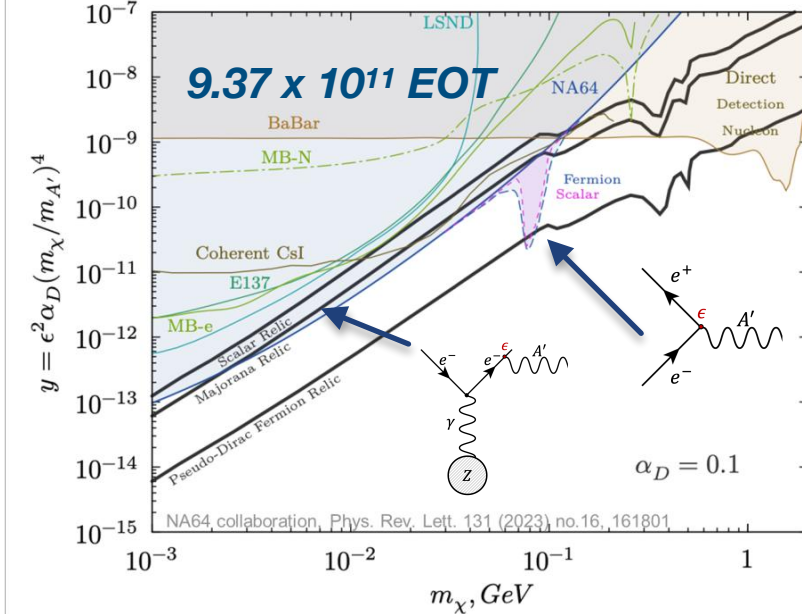 10⁻⁷
10⁻⁸
10⁻⁹
10⁻¹⁰
10⁻¹¹
10⁻¹²
10⁻¹³
10⁻¹⁴
10⁻¹⁵
y = ϵ²α_D(m_χ/m_A')⁴
LSND
9.37 x 10¹¹ EOT
NA64
Direct
Detection
Nucleon
BaBar
MB-N
Fermion
Scalar
Coherent CsI
E137
MB-e
Scalar Relic
Majorana Relic
Pseudo-Dirac Fermion Relic
e⁻
e⁻
ϵ
A'
γ
Z
e⁺
ϵ
A'
e⁻
α_D = 0.1
NA64 collaboration, Phys. Rev. Lett. 131 (2023) no.16, 161801
10⁻³
10⁻²
10⁻¹
1
m_χ, GeV